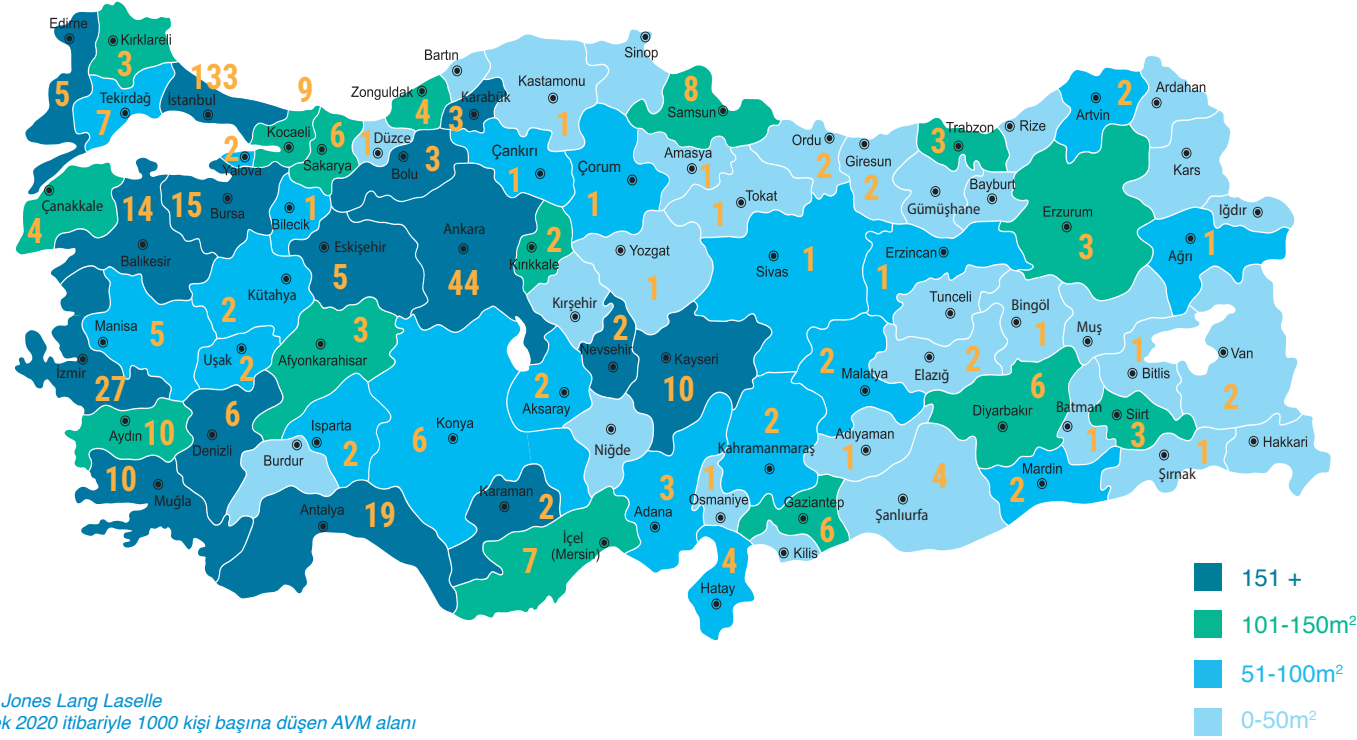 Edirne
5
Kırklareli
3
133
Tekirdağ
7
İstanbul
9
Kocaeli
2
Yalova
6
Sakarya
1
Düzce
Zonguldak
4
Bartın
Karabük
3
Bolu
3
Kastamonu
1
Sinop
8
Samsun
Çankırı
1
Çorum
1
Amasya
1
Tokat
1
Ordu
2
Giresun
2
3
Trabzon
Rize
Artvin
2
Ardahan
Kars
Gümüşhane
Bayburt
Erzurum
3
Iğdır
Ağrı
1
Çanakkale
4
14
Balıkesir
15
Bursa
Bilecik
1
Eskişehir
5
Ankara
44
2
Kırıkkale
Yozgat
1
Sivas
1
Erzincan
1
Tunceli
Bingöl
1
Muş
1
Bitlis
Van
2
Kütahya
2
Manisa
5
Uşak
2
3
Afyonkarahisar
Kırşehir
2
Nevsehir
Kayseri
10
2
Malatya
Elazığ
2
6
Diyarbakır
Batman
1
Siirt
3
Şırnak
1
Hakkari
İzmir
27
Aydın
10
6
Denizli
10
Muğla
Isparta
2
Burdur
Antalya
19
Konya
6
2
Aksaray
Niğde
Karaman
2
İçel
(Mersin)
7
3
Adana
1
Osmaniye
2
Kahramanmaraş
Adıyaman
1
Gaziantep
6
Kilis
4
Hatay
4
Şanlıurfa
Mardin
2
151 +
101-150m²
51-100m²
0-50m²
Jones Lang Laselle
2020 itibariyle 1000 kişi başına düşen AVM alanı